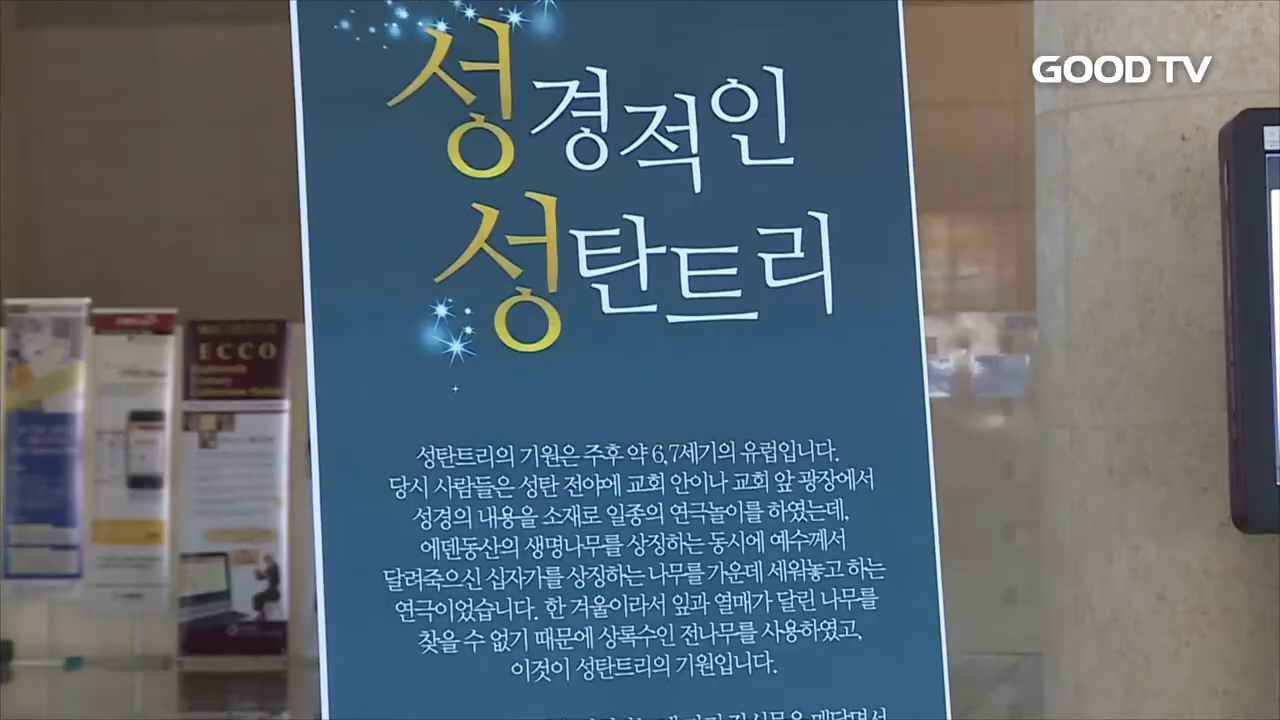 GOOD TV
성경적인
성탄트리
ECCO
성탄트리의 기원은 주후 약 6,7세기의 유럽입니다.
당시 사람들은 성탄 전야에 교회 안이나 교회 앞 광장에서
성경의 내용을 소재로 일종의 연극놀이를 하였는데,
에덴동산의 생명나무를 상징하는 동시에 예수께서
달려죽으신 십자가를 상징하는 나무를 가운데 세워놓고 하는
연극이었습니다. 한 겨울이라서 잎과 열매가 달린 나무를
찾을 수 없기 때문에 상록수인 전나무를 사용하였고,
이것이 성탄트리의 기원입니다.